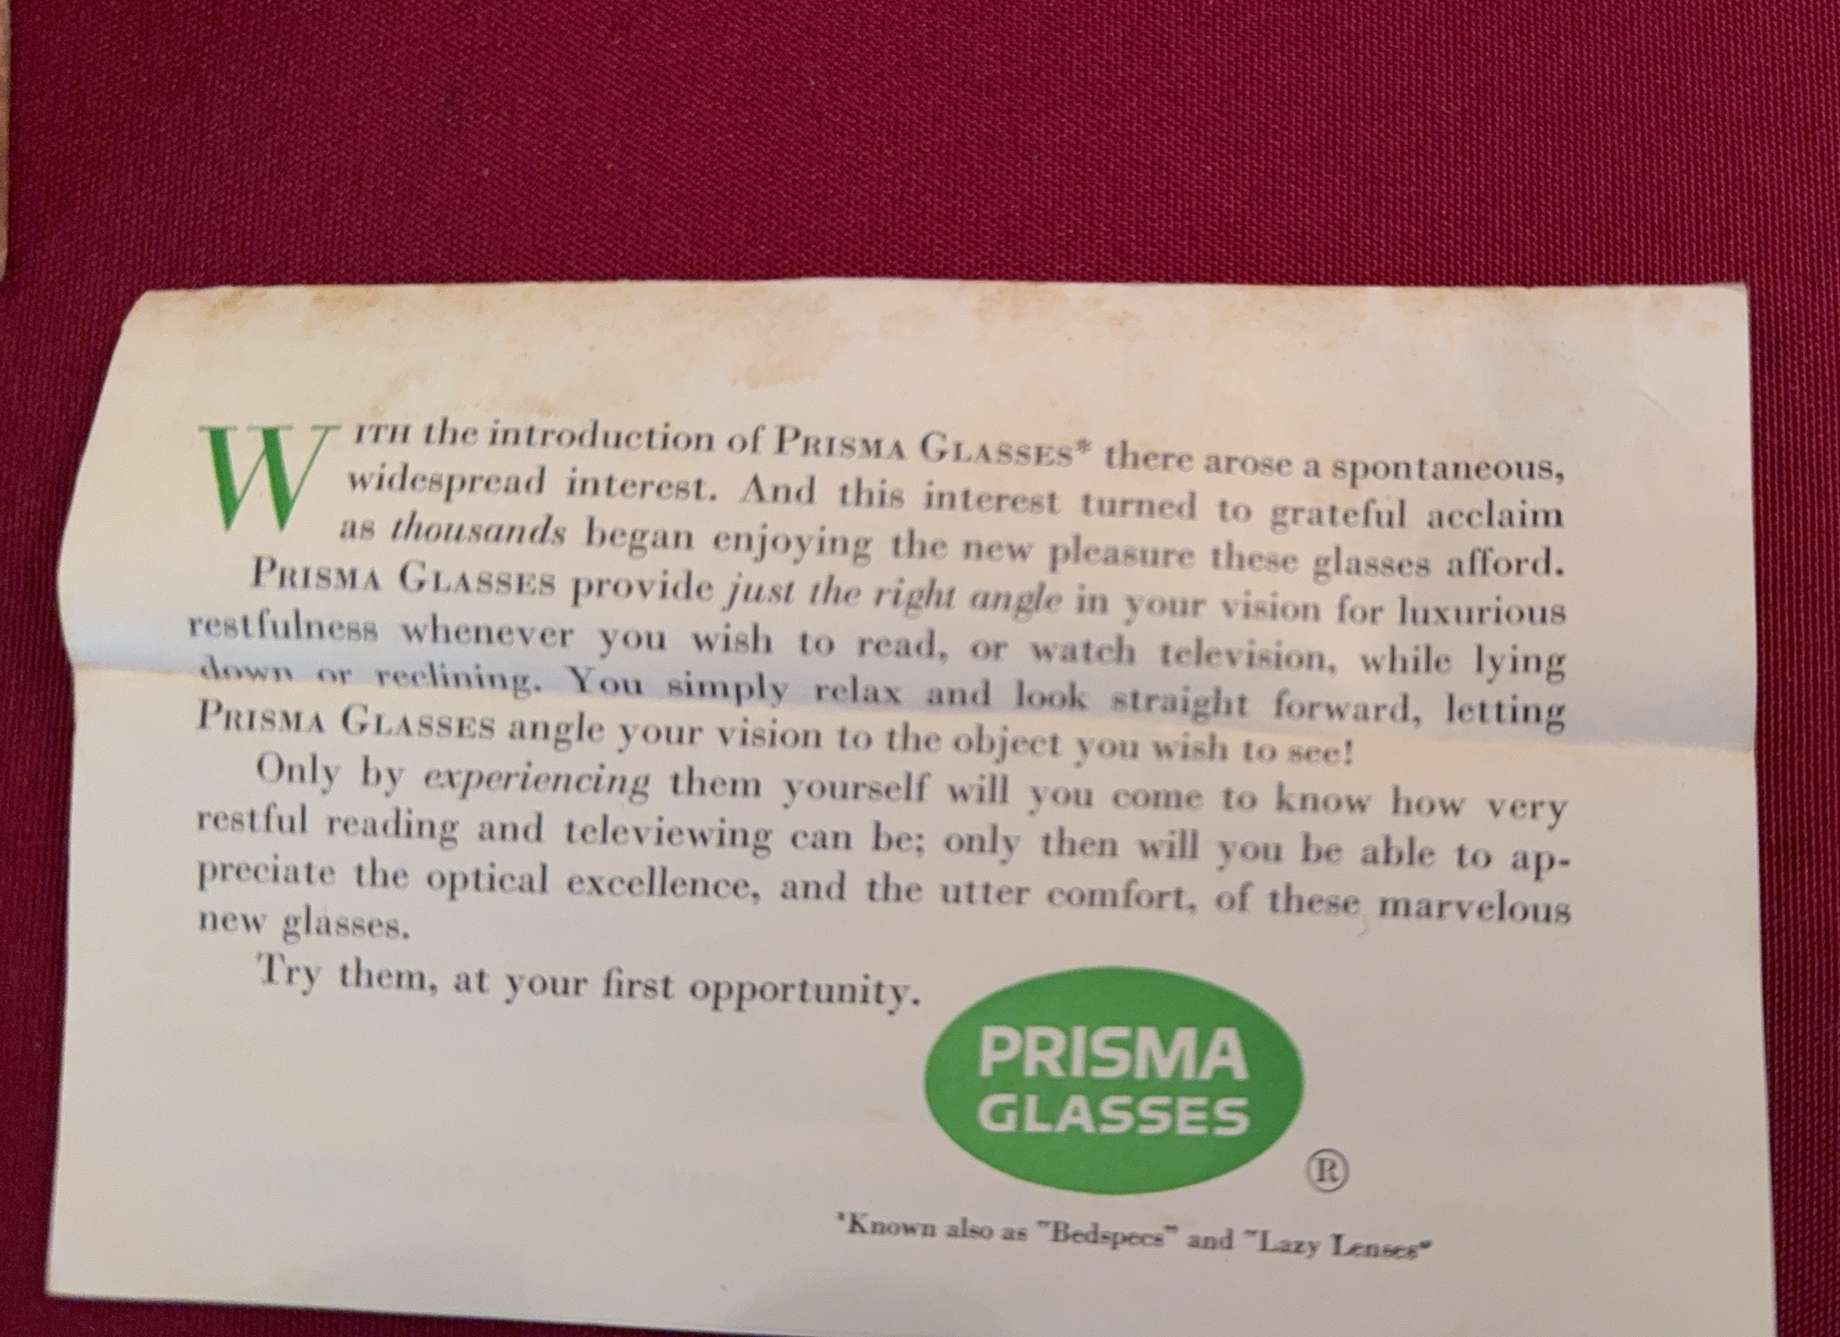 WITH the introduction of PRISMA GLASSES* there arose a spontaneous,
widespread interest. And this interest turned to grateful acclaim
as thousands began enjoying the new pleasure these glasses afford.
PRISMA GLASSES provide just the right angle in your vision for luxurious
restfulness whenever you wish to read, or watch television, while lying
down or reclining. You simply relax and look straight forward, letting
PRISMA GLASSES angle your vision to the object you wish to see!
Only by experiencing them yourself will you come to know how very
restful reading and televiewing can be; only then will you be able to ap-
preciate the optical excellence, and the utter comfort, of these marvelous
new glasses.
Try them, at your first opportunity.
PRISMA
GLASSES
®
*Known also as "Bedspecs" and "Lazy Lenses"